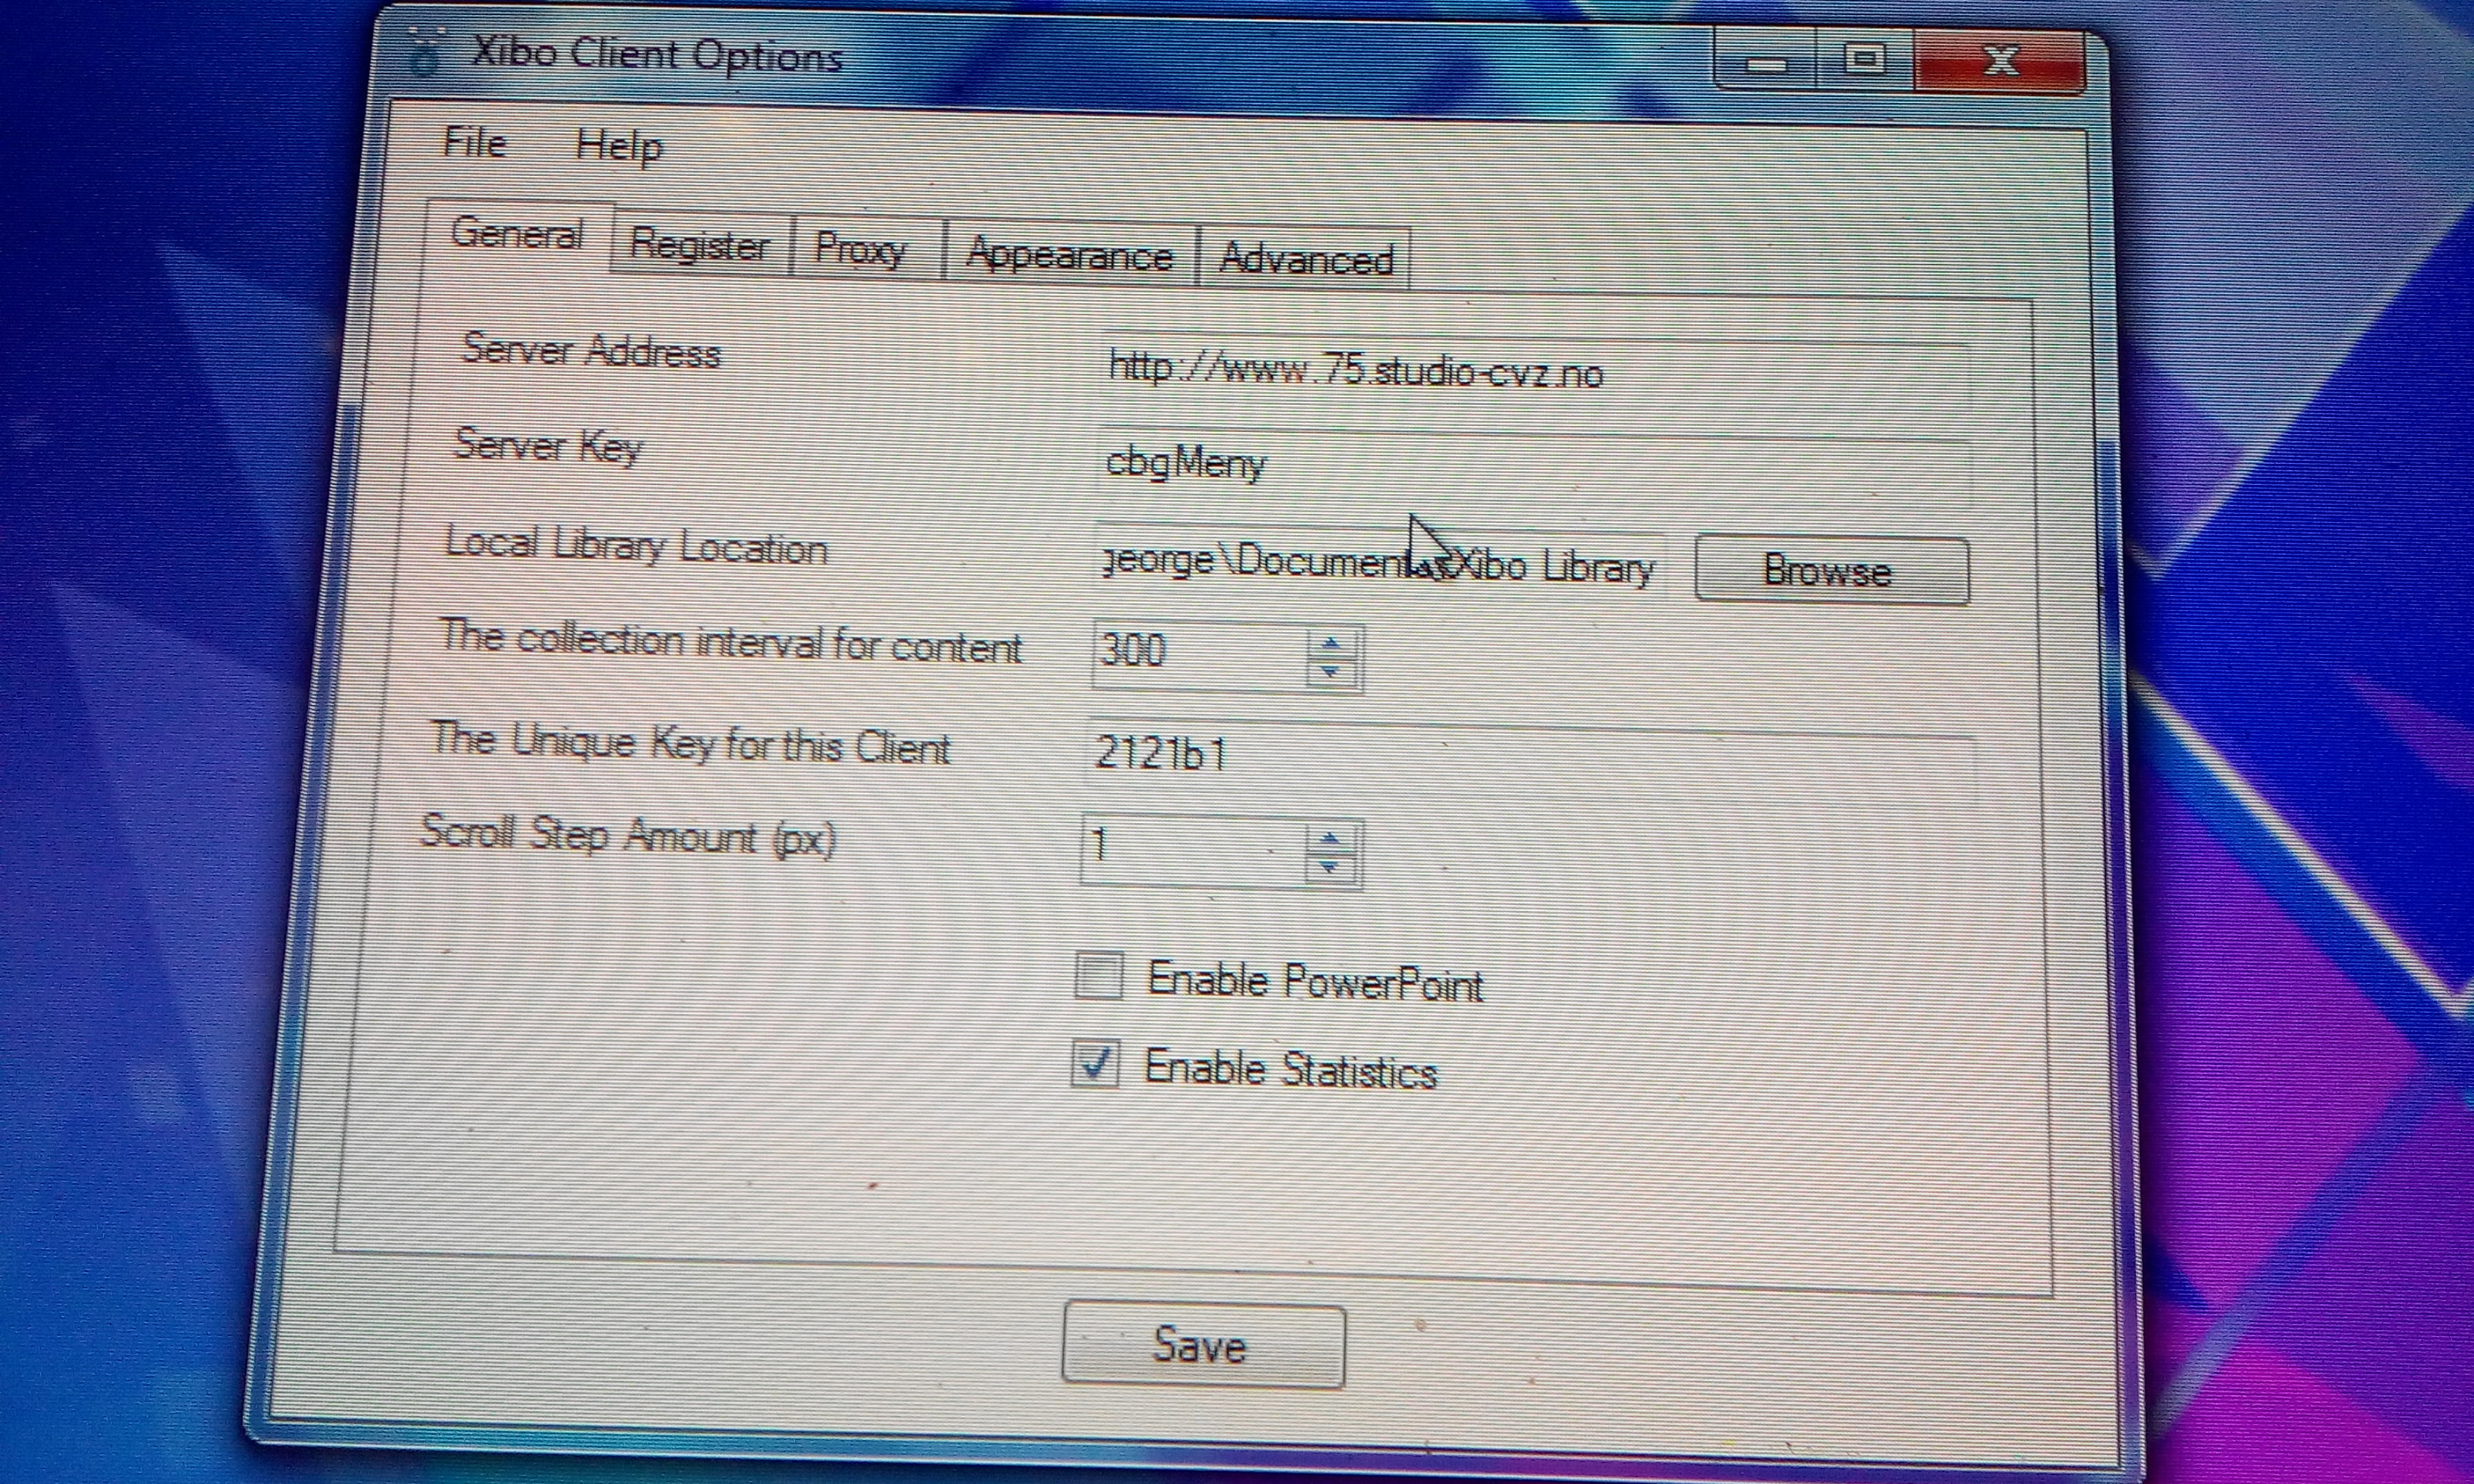 Xibo Client Options
File Help
General Register Proxy Appearance Advanced
Server Address http://www.75.studio-cvz.no
Server Key cbgMeny
Local Library Location george\Documents\Xibo Library Browse
The collection interval for content 300
The Unique Key for this Client 2121b1
Scroll Step Amount (px) 1
Enable PowerPoint
Enable Statistics
Save